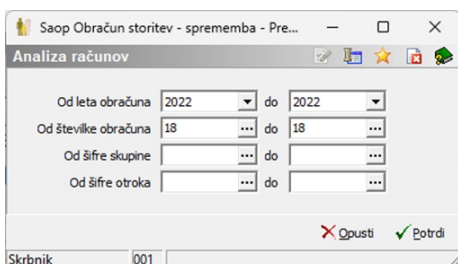 Saop Obračun storitev - sprememba - Pre...
Analiza računov
Od leta obračuna 2022 do 2022
Od številke obračuna 18 ... do 18 ...
Od šifre skupine ... do ...
Od šifre otroka ... do ...
Opusti Potrdi
Skrbnik 001